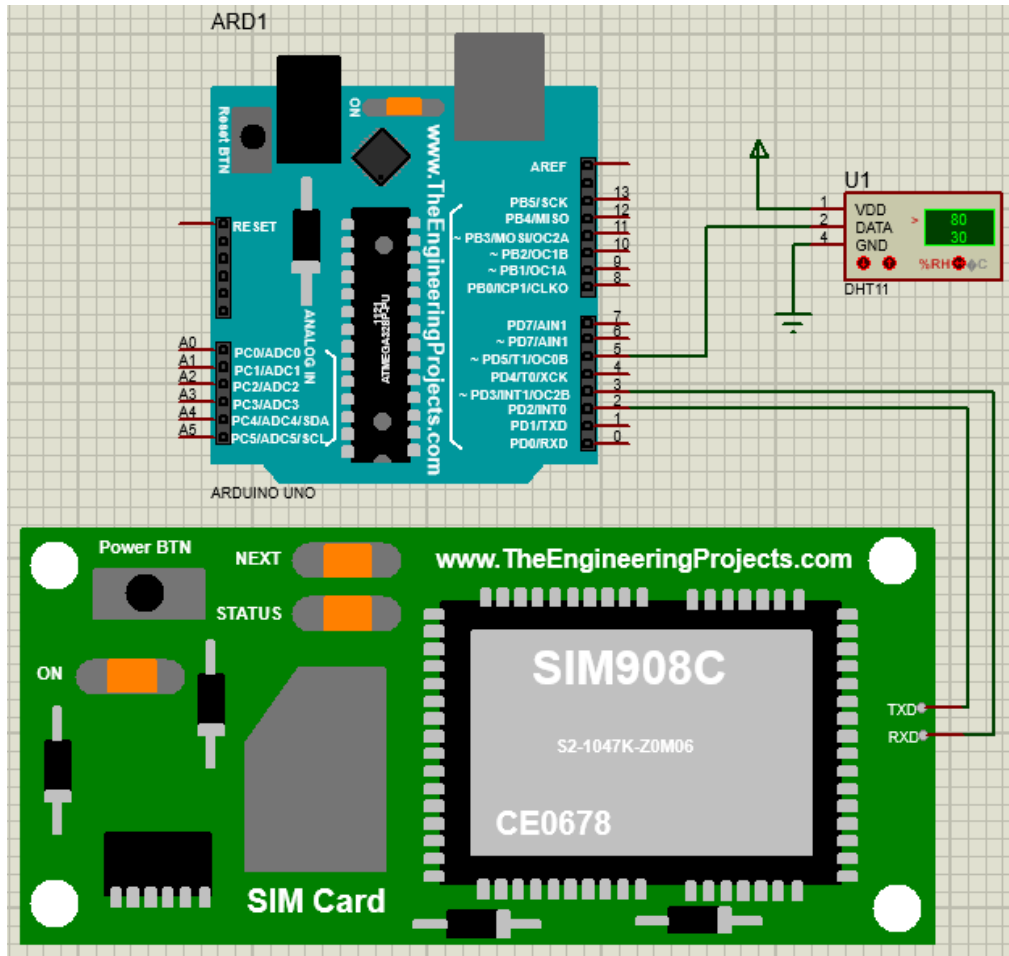 ARD1
Reset BTN
ON
www.TheEngineeringProjects.com
AREF
13
PB5/SCK
12
PB4/MISO
11
~ PB3/MOSI/OC2A
10
~ PB2/OC1B
9
~ PB1/OC1A
8
PB0/ICP1/CLKO
RESET
1121
ATMEGA328P-PU
ANALOG IN
7
PD7/AIN1
6
~ PD7/AIN1
5
~ PD5/T1/OC0B
4
PD4/T0/XCK
3
~ PD3/INT1/OC2B
2
PD2/INT0
1
PD1/TXD
0
PD0/RXD
A0
PC0/ADC0
A1
PC1/ADC1
A2
PC2/ADC2
A3
PC3/ADC3
A4
PC4/ADC4/SDA
A5
PC5/ADC5/SCL
ARDUINO UNO
U1
1 VDD
2 DATA
4 GND
> 80
30
%RH �C
DHT11
Power BTN
NEXT
STATUS
ON
www.TheEngineeringProjects.com
SIM908C
S2-1047K-Z0M06
CE0678
TXD
RXD
SIM Card